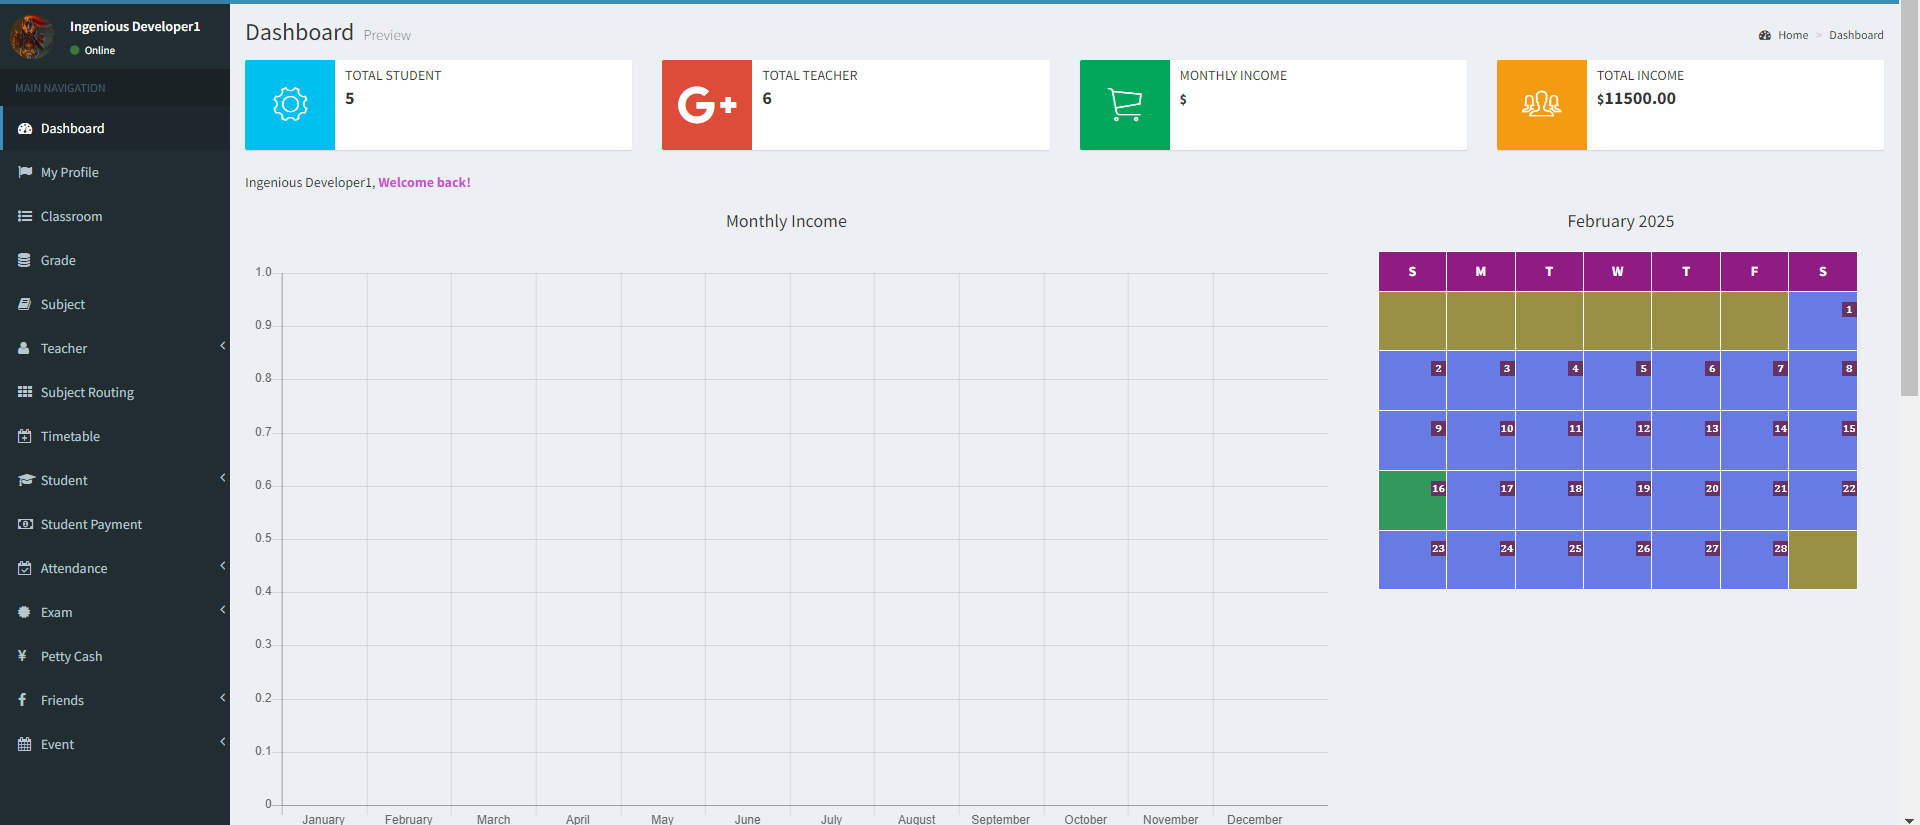 Ingenious Developer1
Online
MAIN NAVIGATION
Dashboard
My Profile
Classroom
Grade
Subject
Teacher
Subject Routing
Timetable
Student
Student Payment
Attendance
Exam
Petty Cash
Friends
Event
Dashboard Preview
Home > Dashboard
TOTAL STUDENT
5
G+
TOTAL TEACHER
6
MONTHLY INCOME
$
TOTAL INCOME
$11500.00
Ingenious Developer1, Welcome back!
Monthly Income
1.0
0.9
0.8
0.7
0.6
0.5
0.4
0.3
0.2
0.1
0
January February March April May June July August September October November December
February 2025
S M T W T F S
1
2 3 4 5 6 7 8
9 10 11 12 13 14 15
16 17 18 19 20 21 22
23 24 25 26 27 28